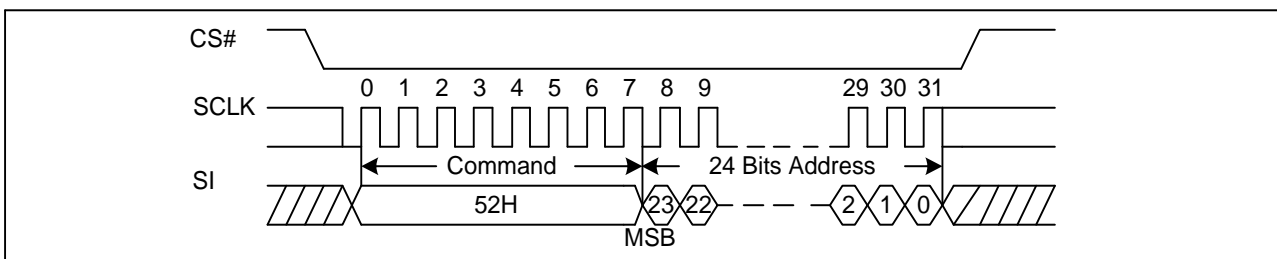 CS#
0 1 2 3 4 5 6 7 8 9 29 30 31
SCLK
Command 24 Bits Address
SI
52H 23 22 2 1 0
MSB